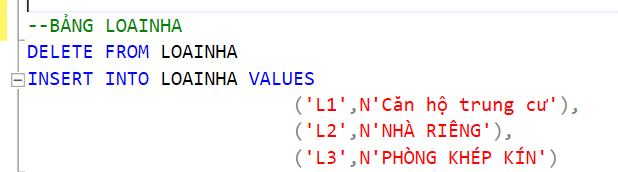 --BẢNG LOAINHA
DELETE FROM LOAINHA
INSERT INTO LOAINHA VALUES
('L1',N'Căn hộ trung cư'),
('L2',N'NHÀ RIÊNG'),
('L3',N'PHÒNG KHÉP KÍN')